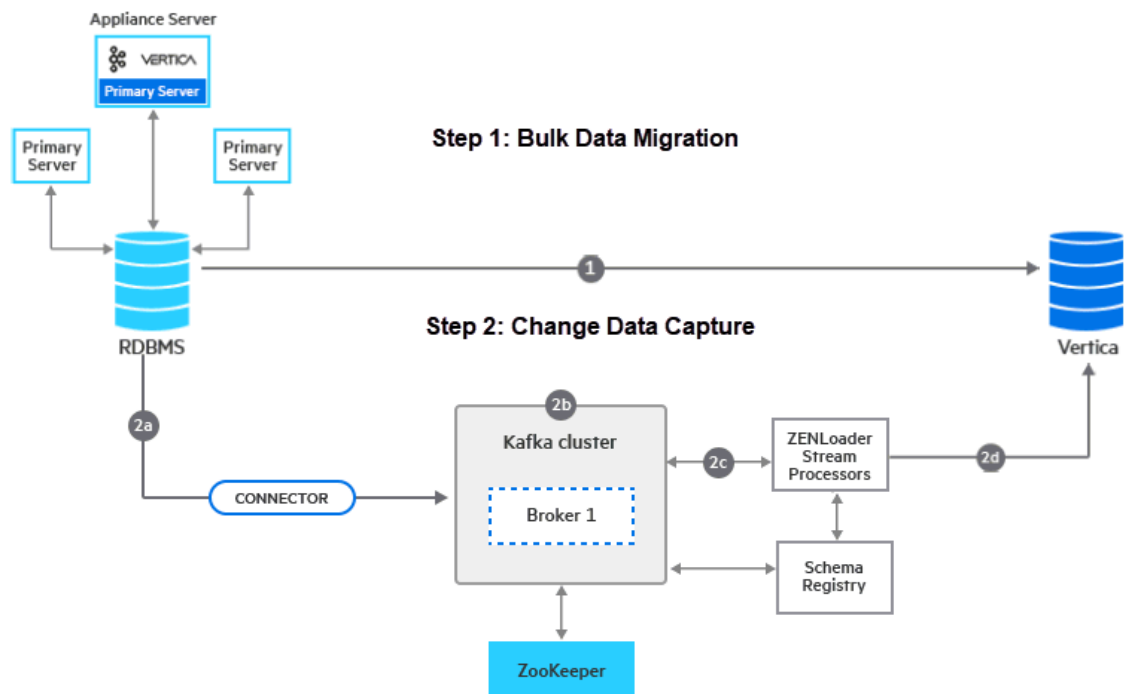 Appliance Server
VERTICA
Primary Server
Primary
Server
Primary
Server
Step 1: Bulk Data Migration
1
Step 2: Change Data Capture
RDBMS
Vertica
2a
2b
Kafka cluster
ZENLoader
Stream
Processors
2c
2d
CONNECTOR
Broker 1
Schema
Registry
ZooKeeper